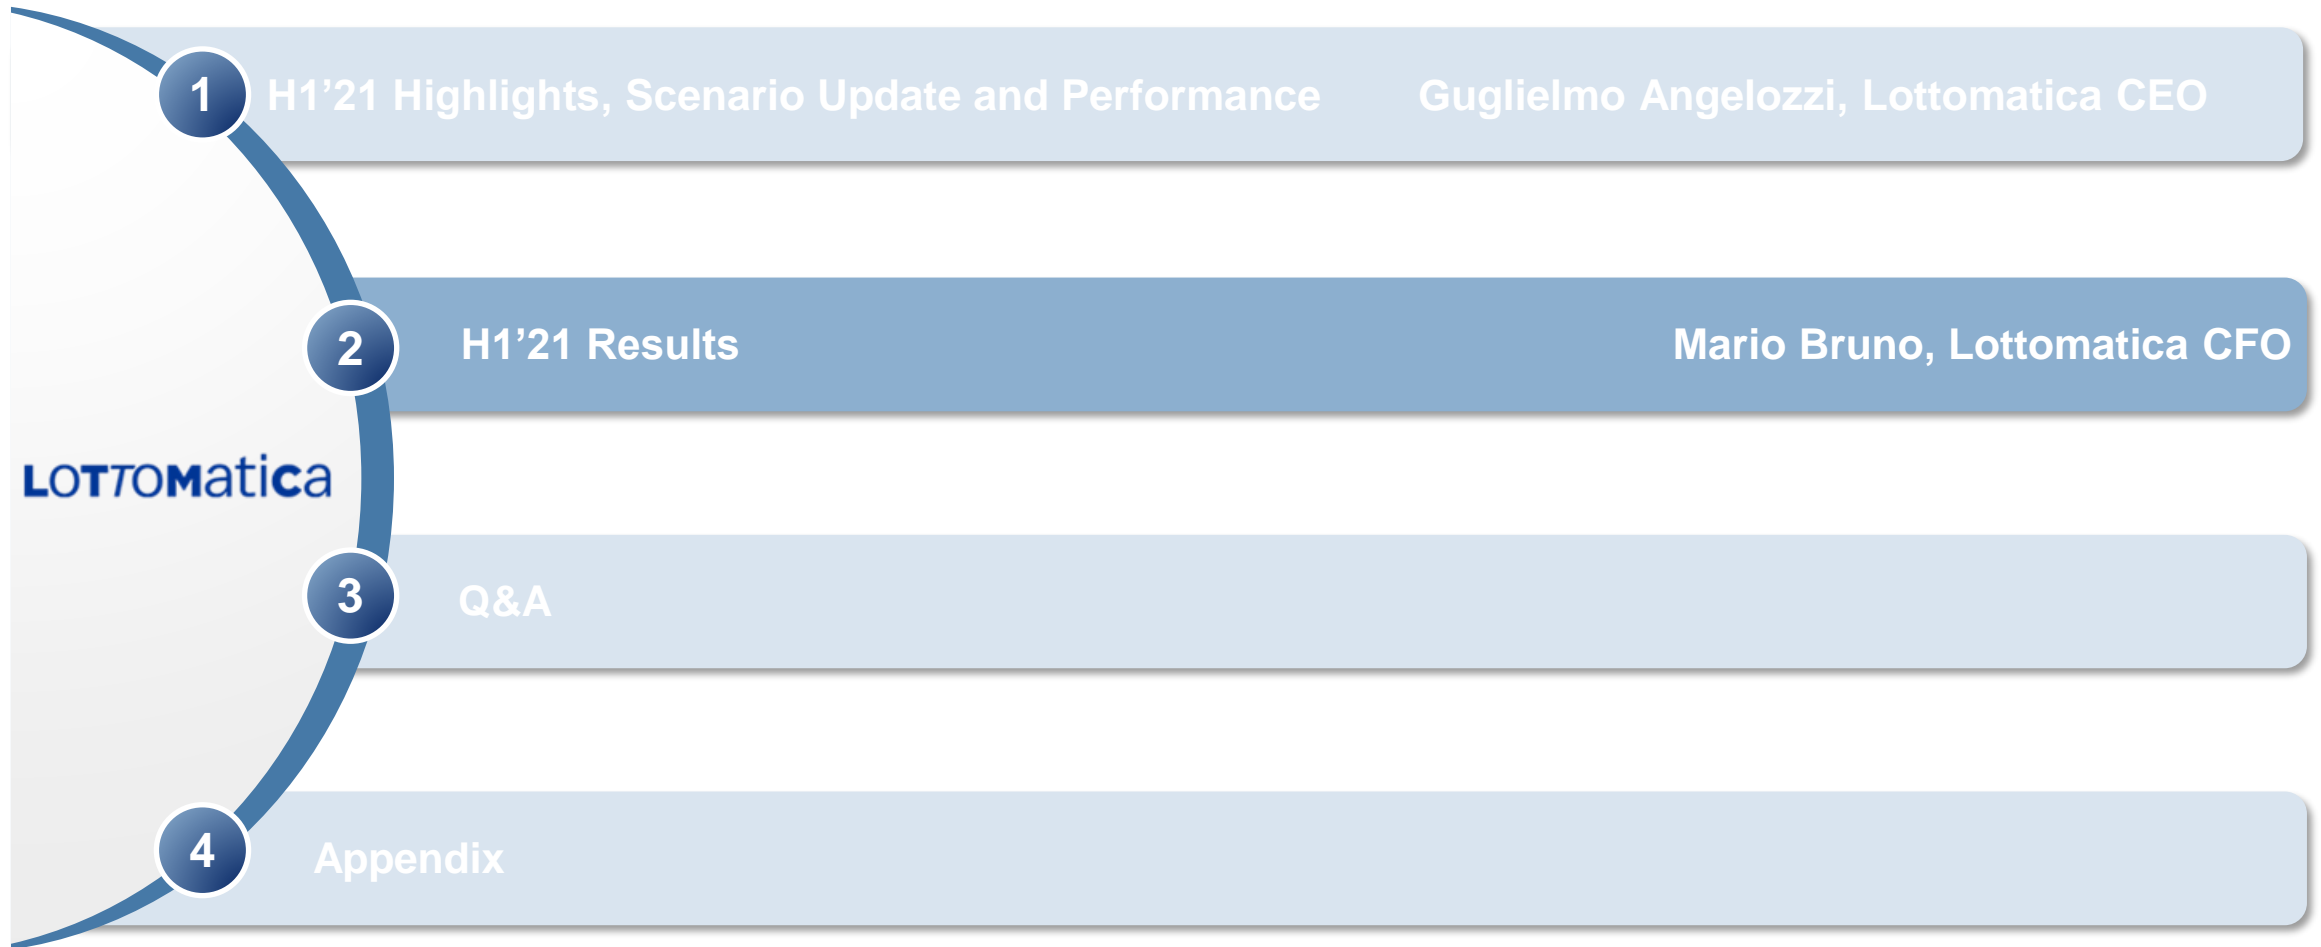 1 H1’21 Highlights, Scenario Update and Performance Guglielmo Angelozzi, Lottomatica CEO
2 H1’21 Results Mario Bruno, Lottomatica CFO
LOTTOMatica
3 Q&A
4 Appendix